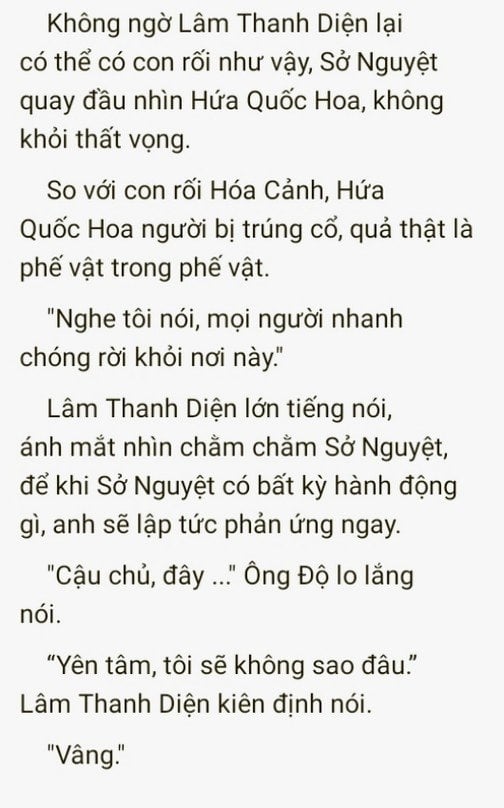 Không ngờ Lâm Thanh Diện lại
có thể có con rối như vậy, Sở Nguyệt
quay đầu nhìn Hứa Quốc Hoa, không
khỏi thất vọng.
So với con rối Hóa Cảnh, Hứa
Quốc Hoa người bị trúng cổ, quả thật là
phế vật trong phế vật.
"Nghe tôi nói, mọi người nhanh
chóng rời khỏi nơi này."
Lâm Thanh Diện lớn tiếng nói,
ánh mắt nhìn chằm chằm Sở Nguyệt,
để khi Sở Nguyệt có bất kỳ hành động
gì, anh sẽ lập tức phản ứng ngay.
"Cậu chủ, đây ..." Ông Độ lo lắng
nói.
“Yên tâm, tôi sẽ không sao đâu.”
Lâm Thanh Diện kiên định nói.
"Vâng."